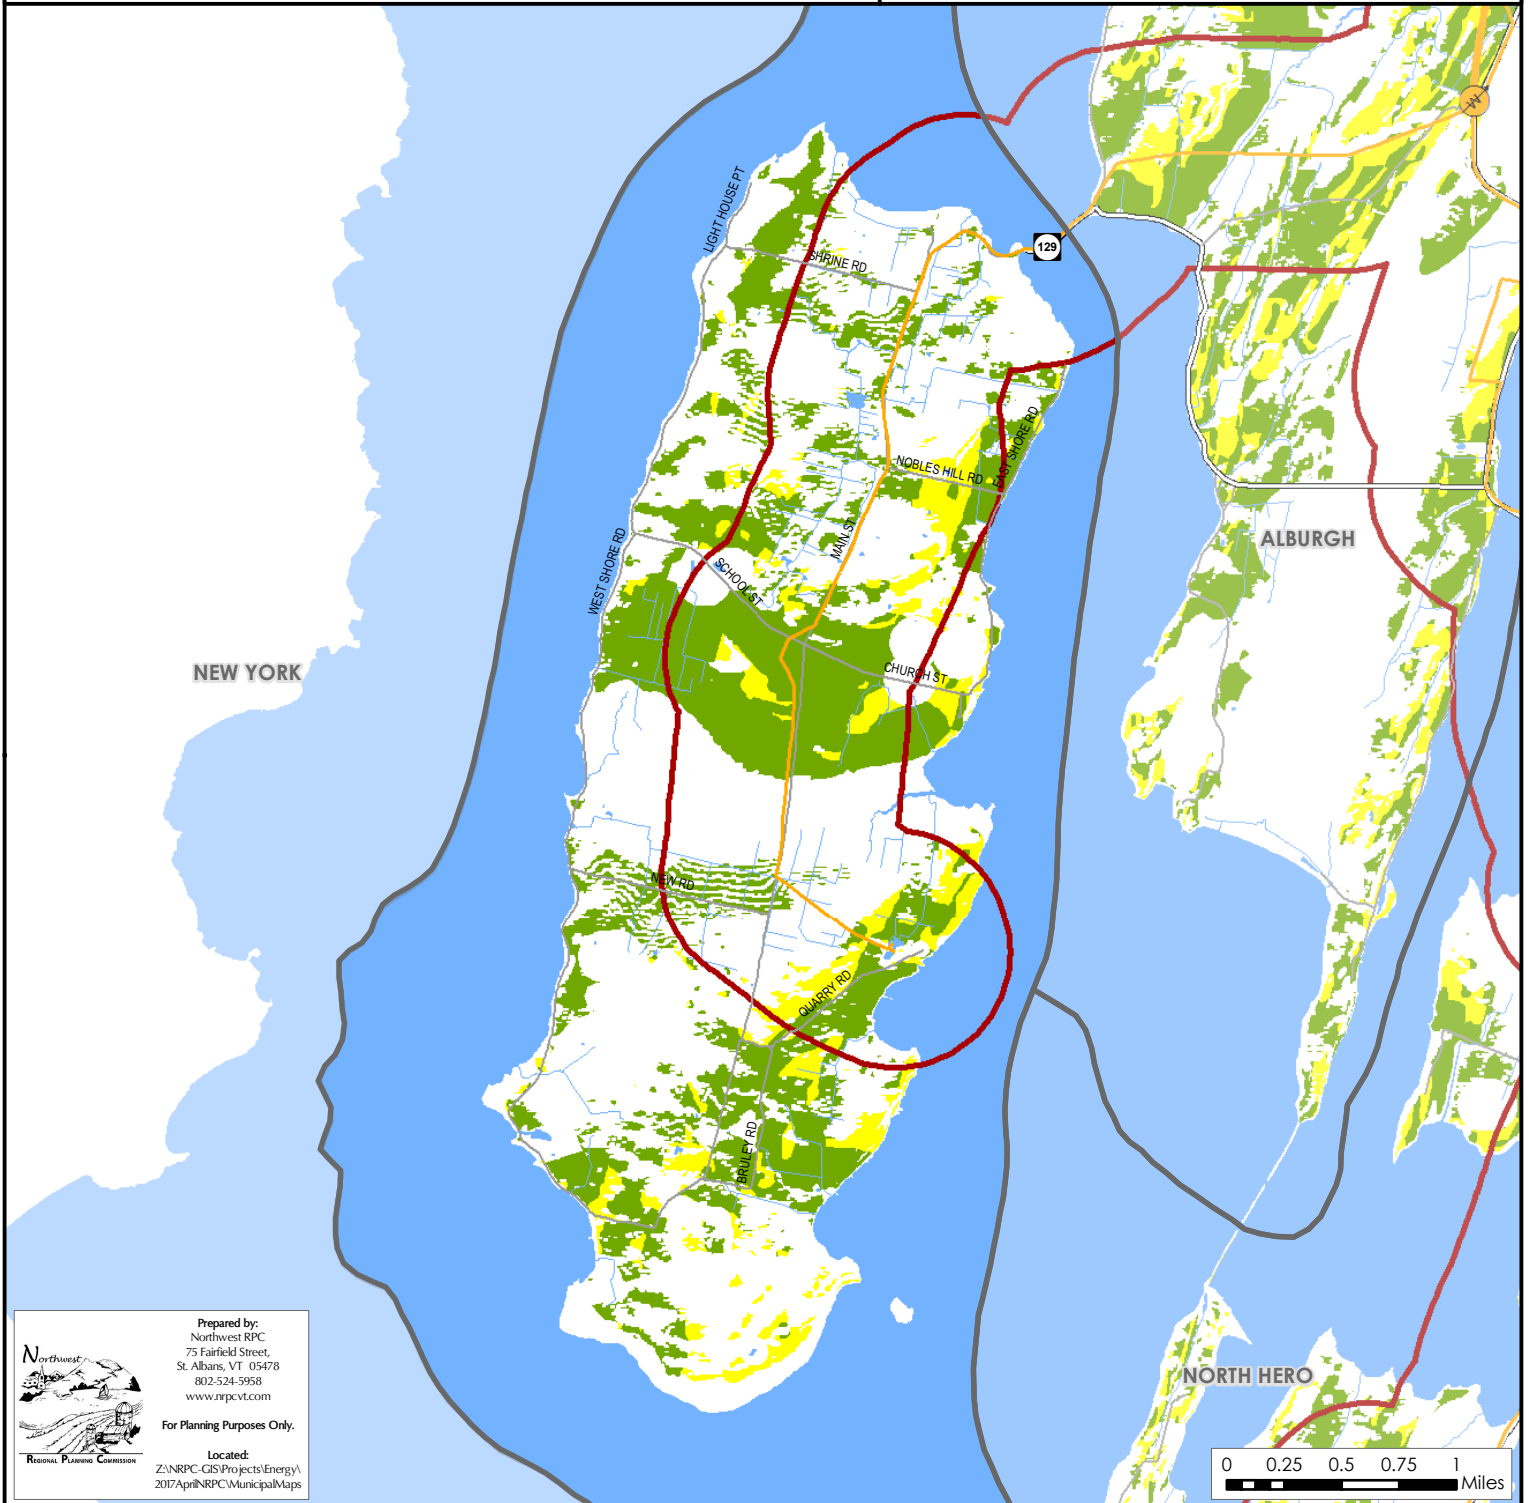 LIGHT HOUSE PT
SHRINE RD
129
W
EAST SHORE RD
NOBLES HILL RD
MAIN ST
ALBURGH
WEST SHORE RD
SCHOOL ST
NEW YORK
CHURCH ST
NEW RD
QUARRY RD
BRULEY RD
NORTH HERO
Northwest
REGIONAL PLANNING COMMISSION
Prepared by:
Northwest RPC
75 Fairfield Street,
St. Albans, VT 05478
802-524-5958
www.nrpcvt.com
For Planning Purposes Only.
Located:
Z:\NRPC-GIS\Projects\Energy\
2017AprilNRPC\MunicipalMaps
0 0.25 0.5 0.75 1
Miles